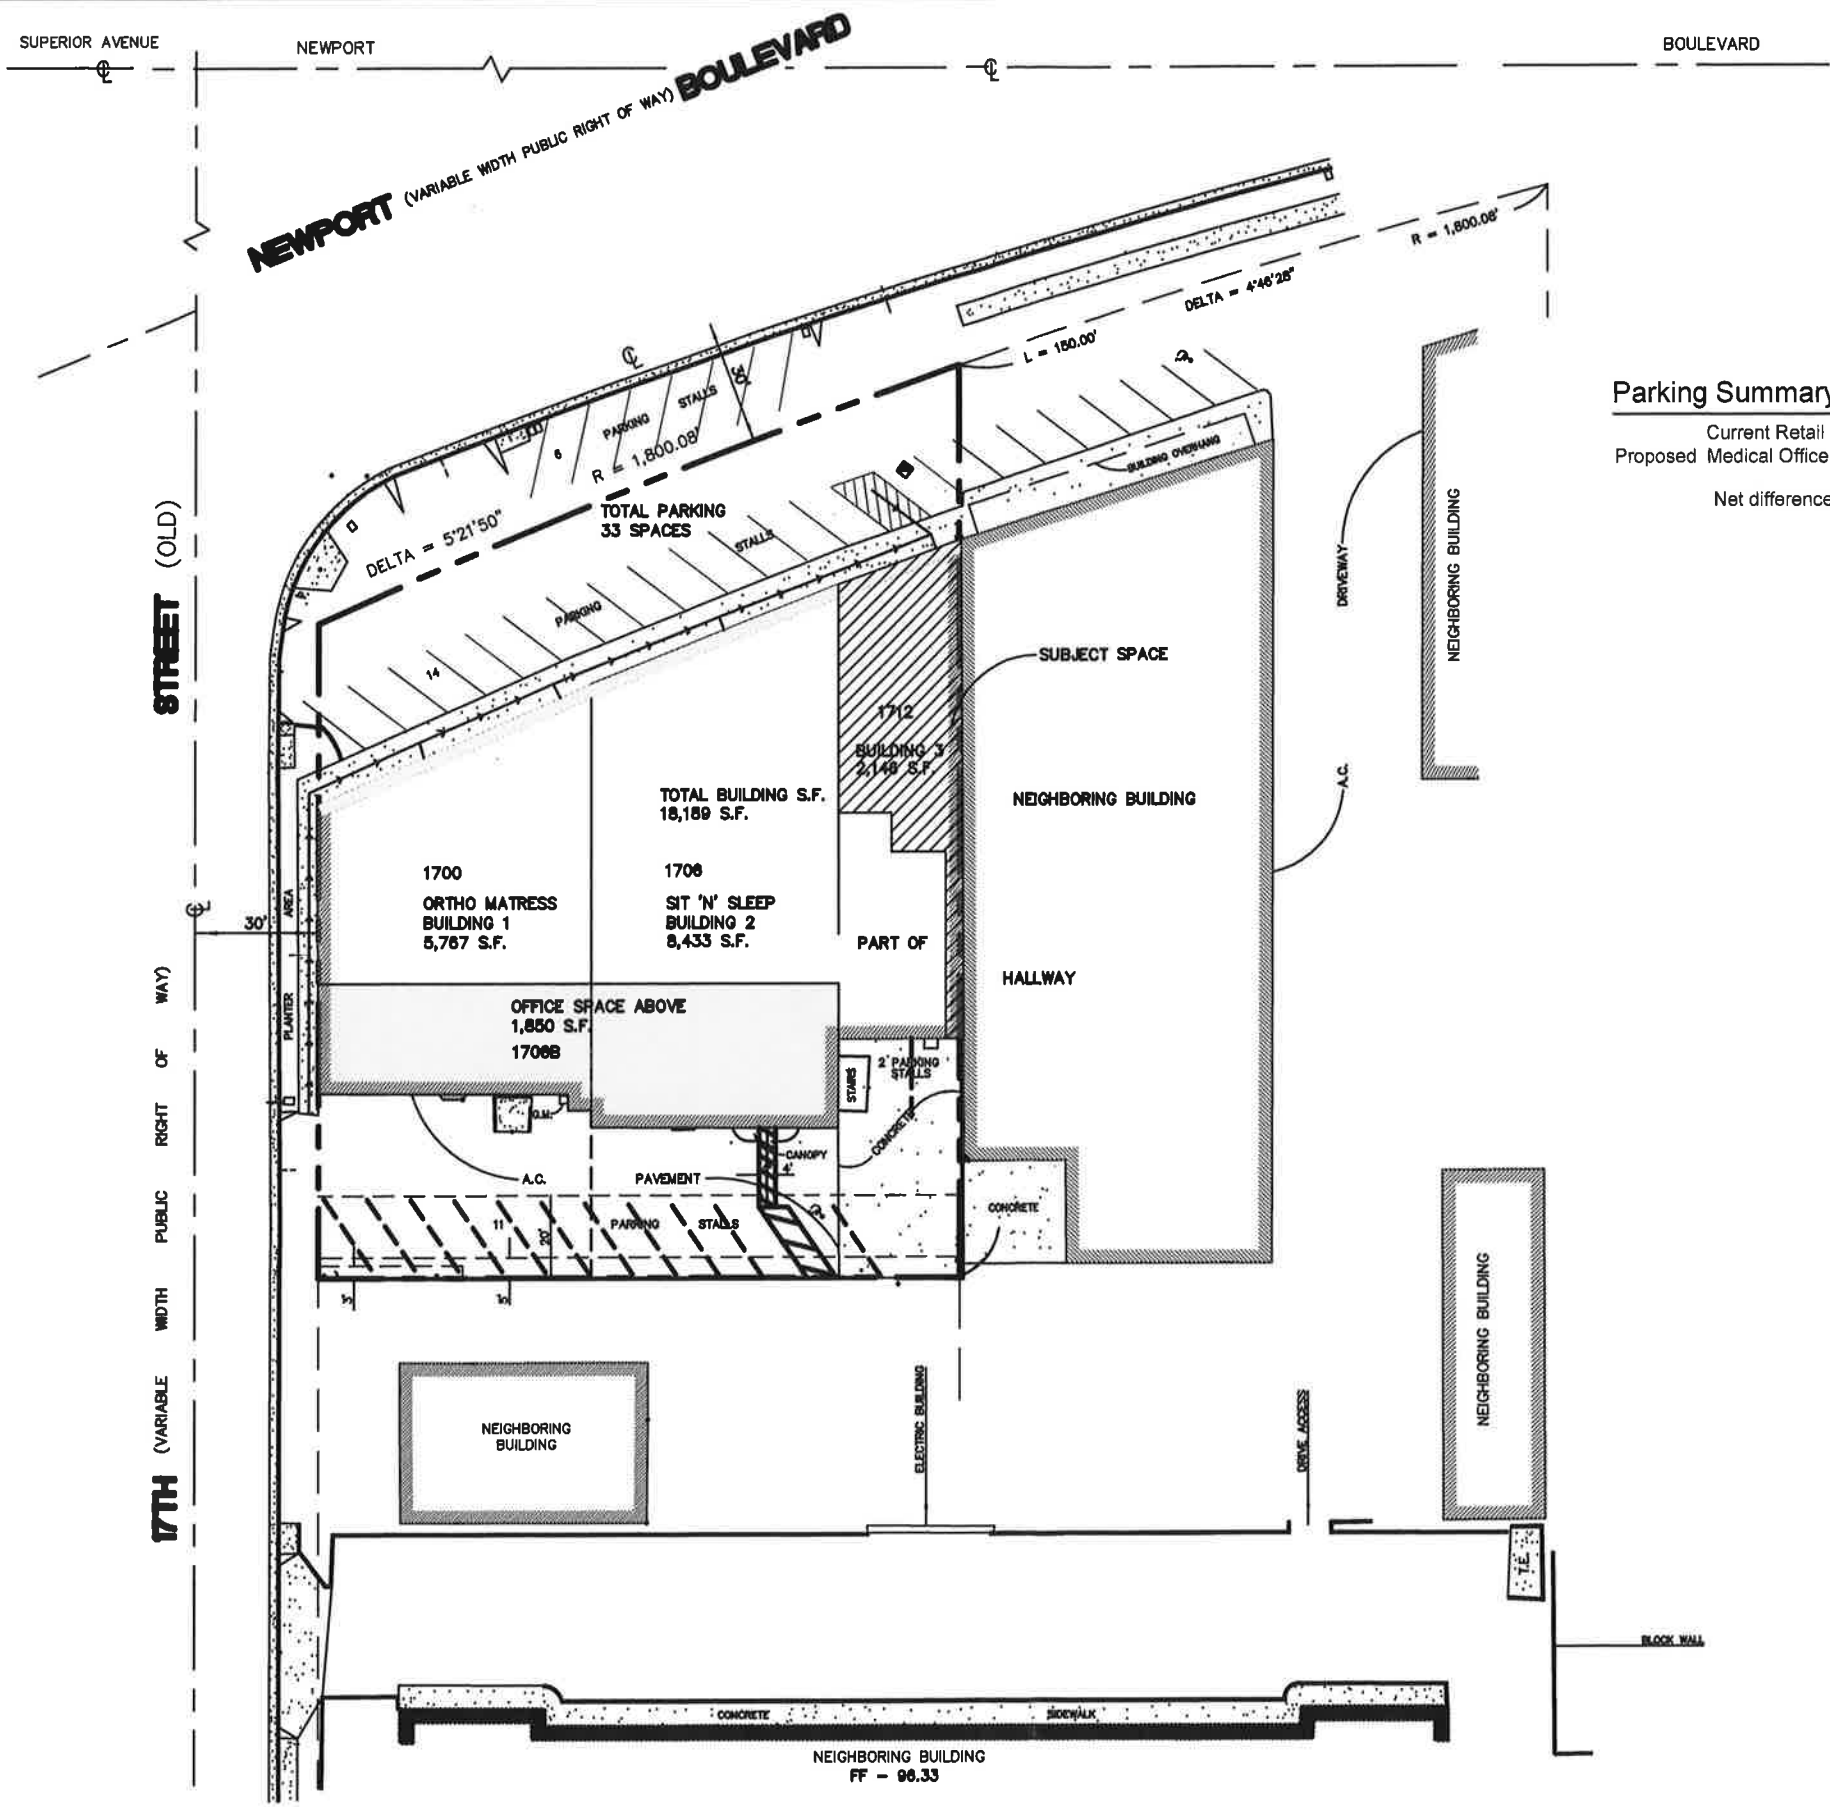 SUPERIOR AVENUE
NEWPORT
BOULEVARD
NEWPORT (VARIABLE WIDTH PUBLIC RIGHT OF WAY) BOULEVARD
R = 1,800.08'
DELTA = 4°46'28"
L = 150.00'
30'
6 PARKING STALLS
R = 1,800.08'
DELTA = 5°21'50"
TOTAL PARKING
33 SPACES
14 PARKING STALLS
BUILDING OVERHANG
Parking Summary
Current Retail
Proposed Medical Office
Net difference
NEIGHBORING BUILDING
DRIVEWAY
A.C.
SUBJECT SPACE
1712
BUILDING 3
2,146 S.F.
NEIGHBORING BUILDING
HALLWAY
TOTAL BUILDING S.F.
18,189 S.F.
1700
ORTHO MATRESS
BUILDING 1
5,767 S.F.
1706
SIT 'N' SLEEP
BUILDING 2
8,433 S.F.
PART OF
OFFICE SPACE ABOVE
1,850 S.F.
1706B
17TH (VARIABLE WIDTH PUBLIC RIGHT OF WAY) STREET (OLD)
30'
PLANTER AREA
STAIRS
2 PARKING
STALLS
CONCRETE
G.M.
A.C.
PAVEMENT
CANOPY
4'
CONCRETE
11 PARKING STALLS
20'
3'
5'
NEIGHBORING
BUILDING
ELECTRIC BUILDING
DRIVE ACCESS
NEIGHBORING BUILDING
T.E.
BLOCK WALL
CONCRETE SIDEWALK
NEIGHBORING BUILDING
FF - 96.33